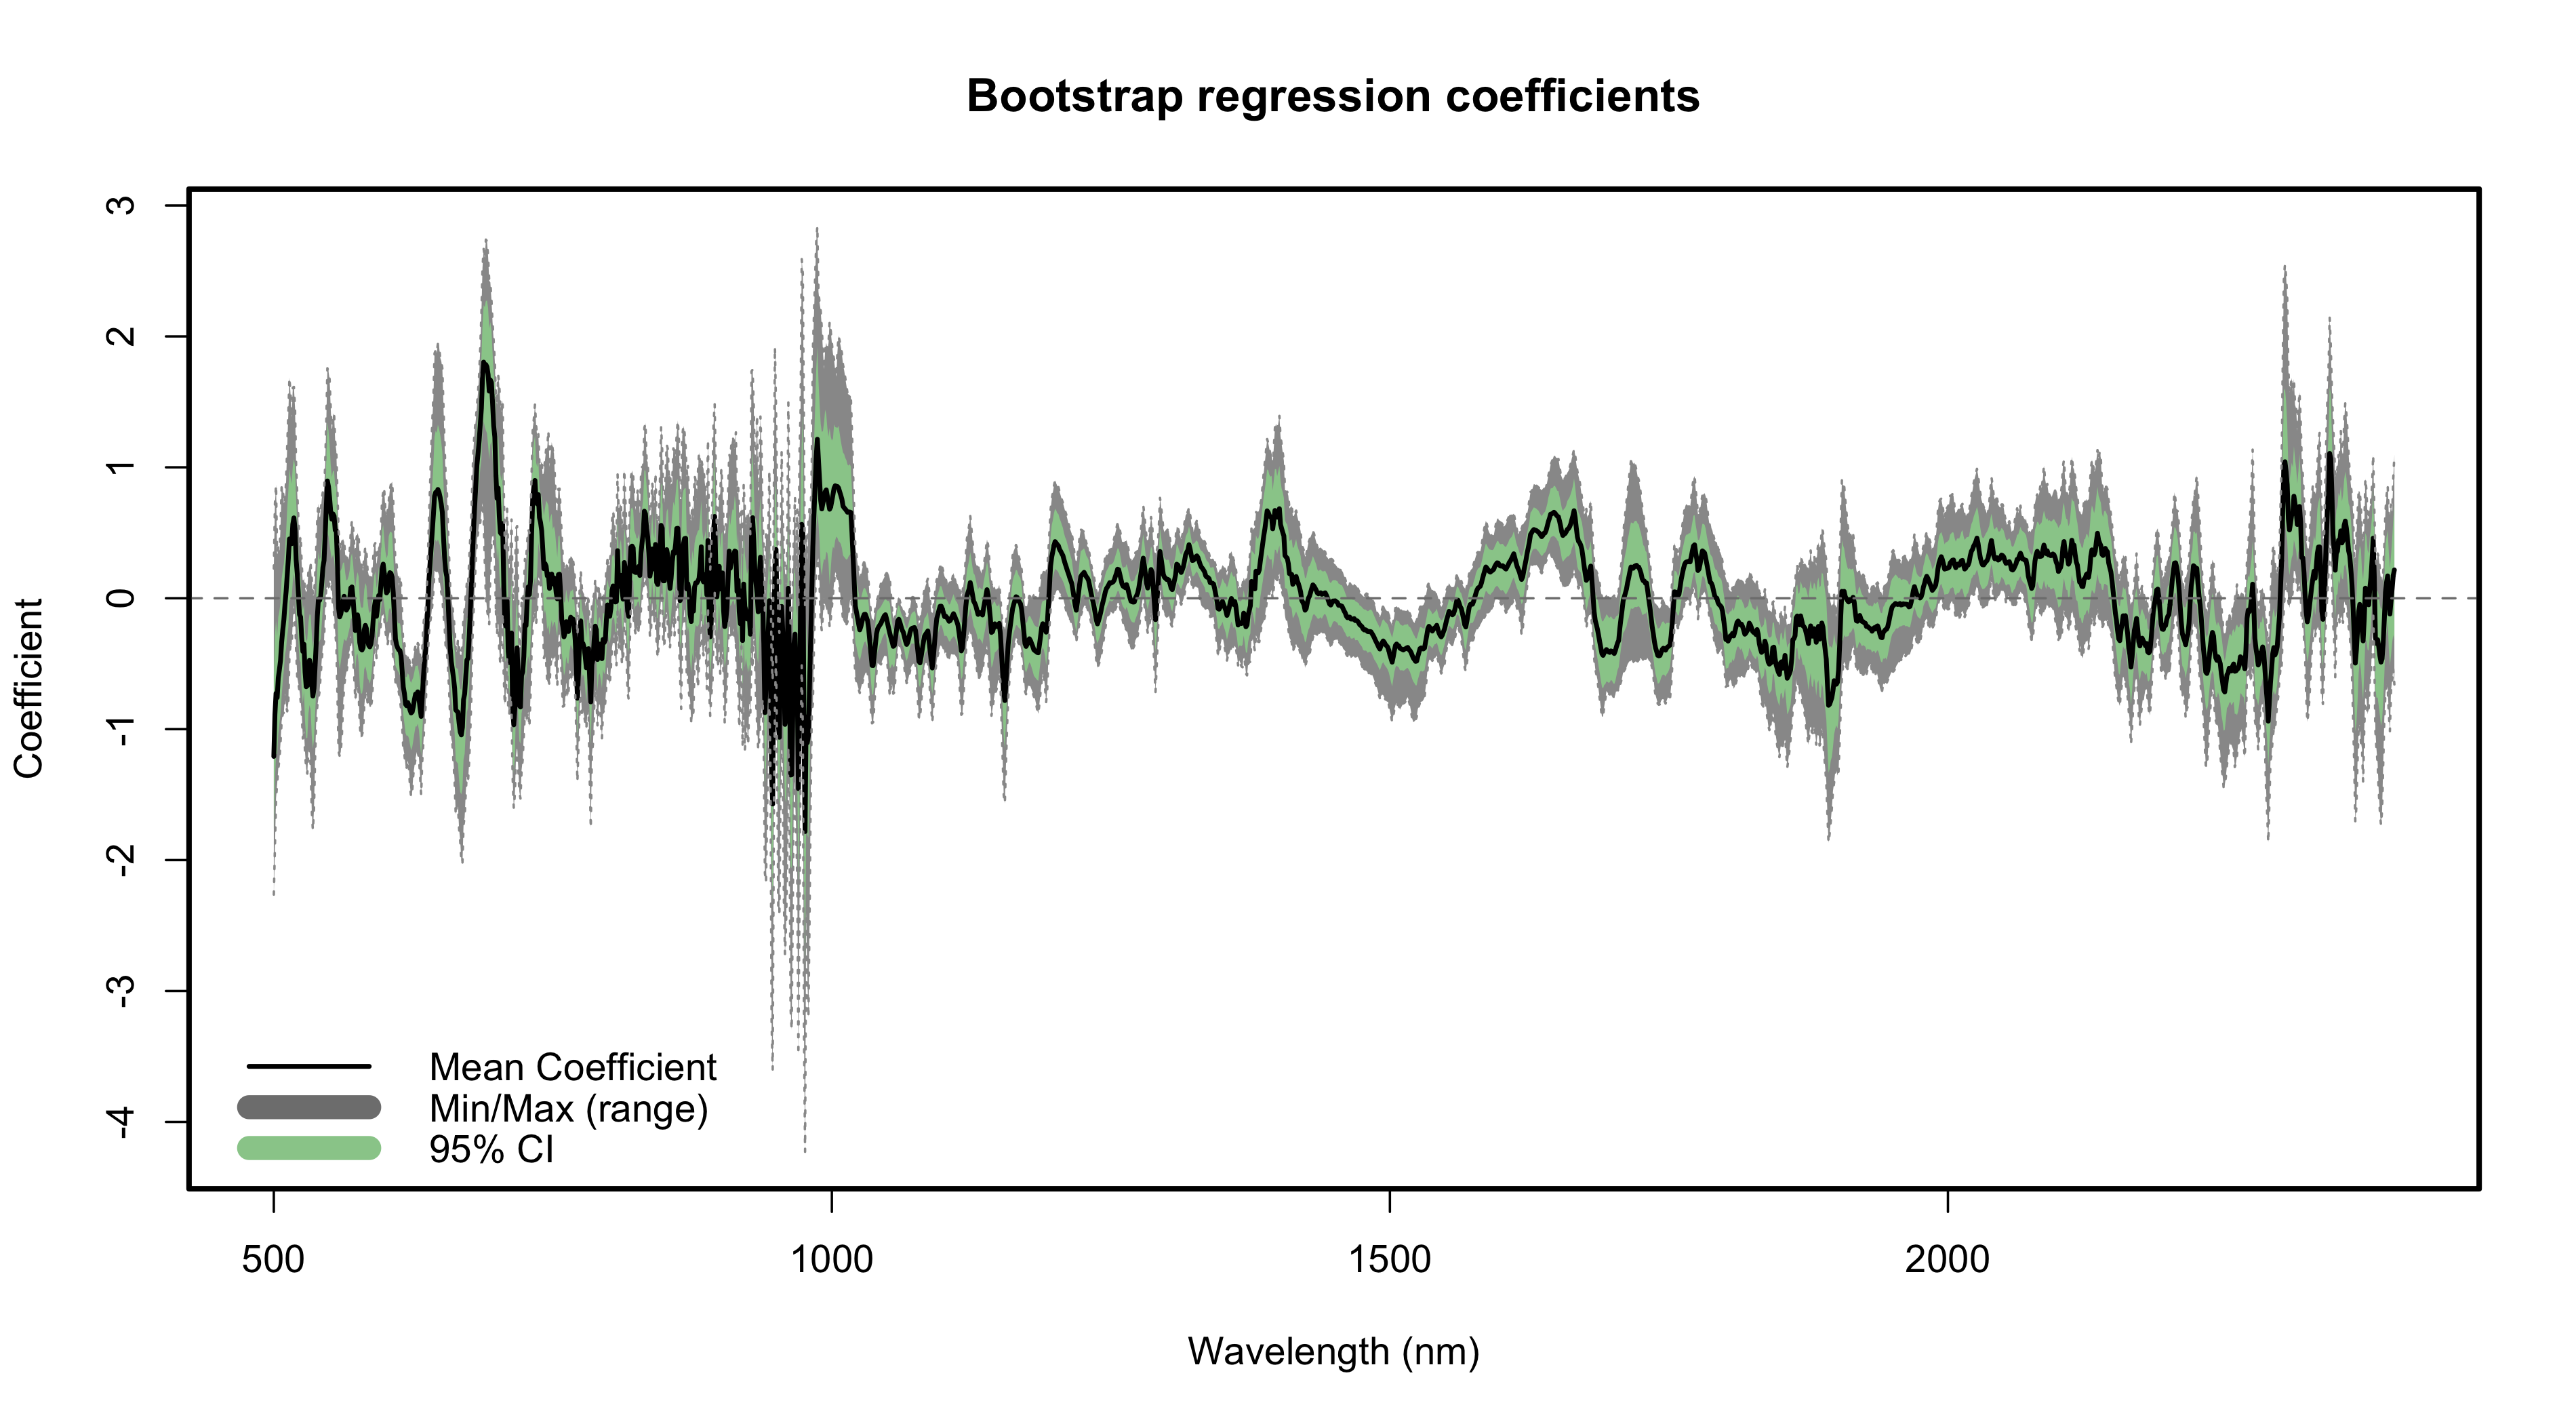 Bootstrap regression coefficients
3
2
1
0
-1
-2
-3
-4
Coefficient
Mean Coefficient
Min/Max (range)
95% CI
500
1000
1500
2000
Wavelength (nm)